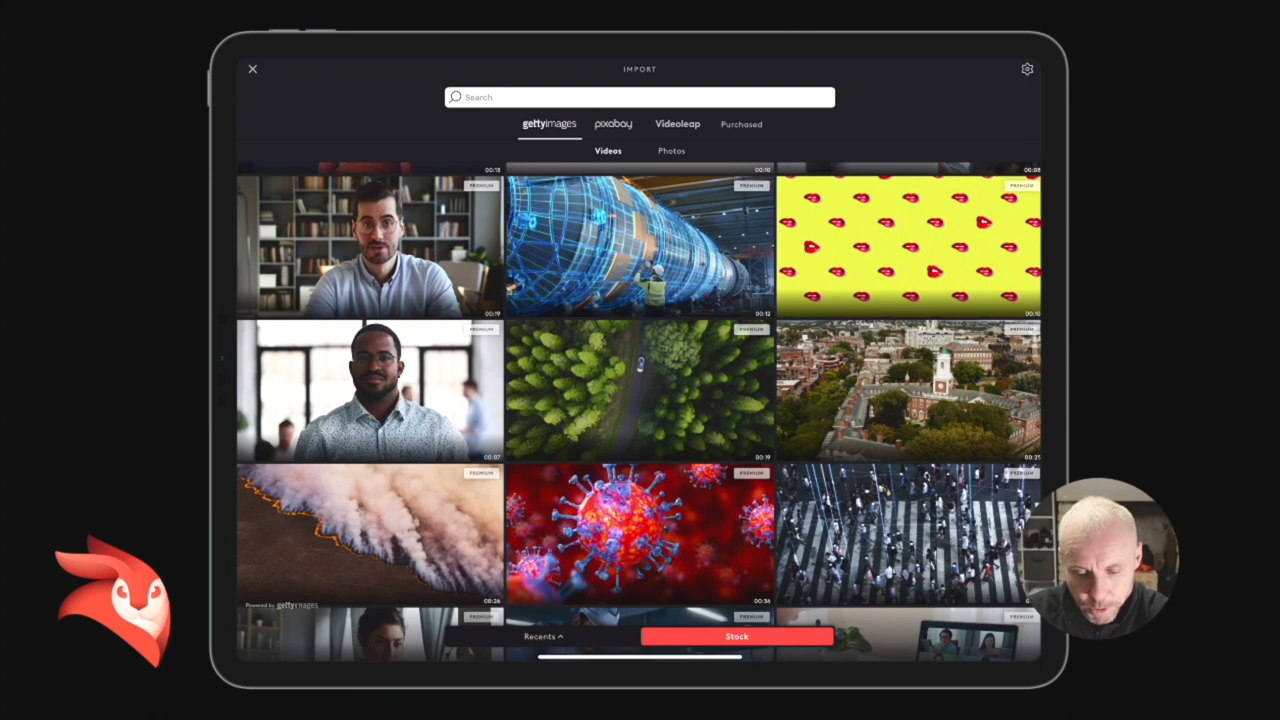 IMPORT
Search
gettyimages pixabay Videoleap Purchased
Videos Photos
00:13 00:10 00:08
PREMIUM PREMIUM PREMIUM
00:19 00:12 00:10
PREMIUM PREMIUM PREMIUM
00:07 00:19 00:25
PREMIUM PREMIUM PREMIUM
Powered by gettyimages
00:26 00:36
PREMIUM PREMIUM PREMIUM
Recents Stock